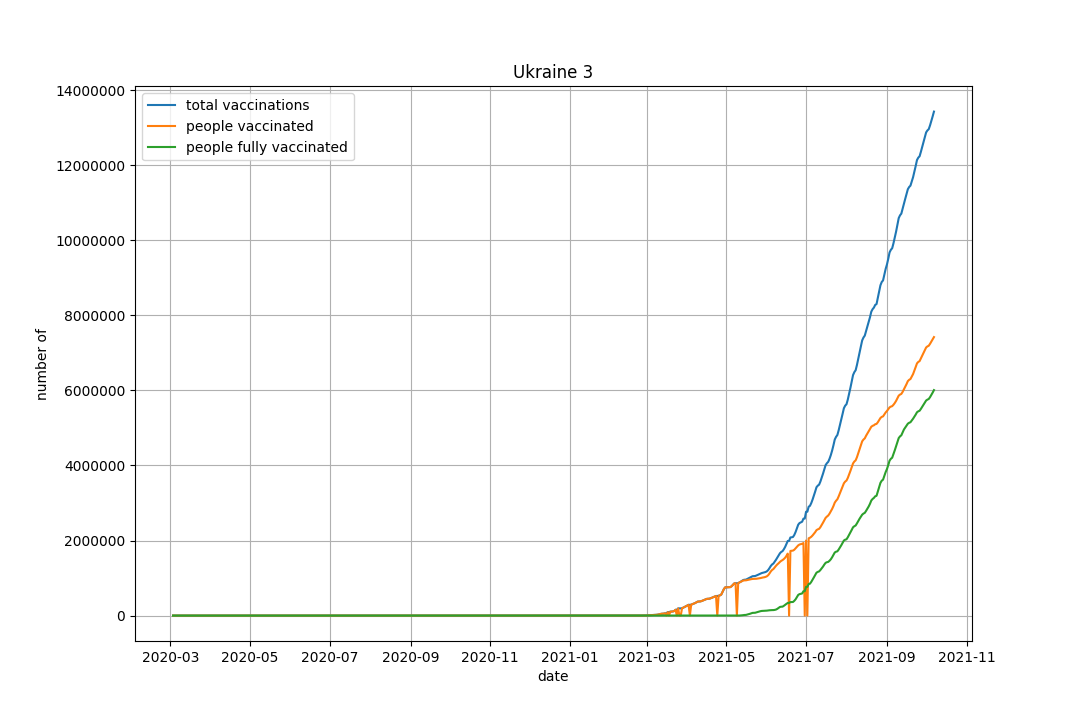 Ukraine 3
total vaccinations
people vaccinated
people fully vaccinated
14000000
12000000
10000000
8000000
6000000
4000000
2000000
0
number of
2020-03 2020-05 2020-07 2020-09 2020-11 2021-01 2021-03 2021-05 2021-07 2021-09 2021-11
date